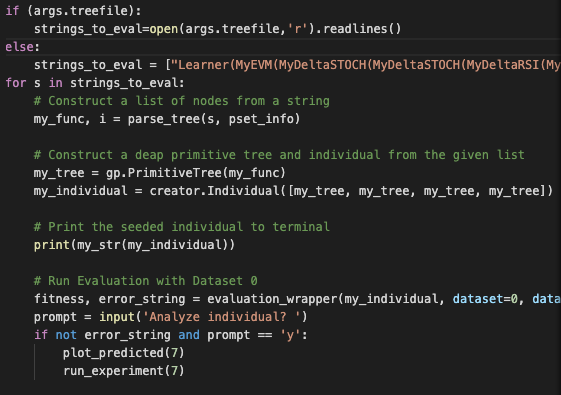 if (args.treefile):
    strings_to_eval=open(args.treefile,'r').readlines()
else:
    strings_to_eval = ["Learner(MyEVM(MyDeltaSTOCH(MyDeltaSTOCH(MyDeltaRSI(My
for s in strings_to_eval:
    # Construct a list of nodes from a string
    my_func, i = parse_tree(s, pset_info)

    # Construct a deap primitive tree and individual from the given list
    my_tree = gp.PrimitiveTree(my_func)
    my_individual = creator.Individual([my_tree, my_tree, my_tree, my_tree])

    # Print the seeded individual to terminal
    print(my_str(my_individual))

    # Run Evaluation with Dataset 0
    fitness, error_string = evaluation_wrapper(my_individual, dataset=0, data
    prompt = input('Analyze individual? ')
    if not error_string and prompt == 'y':
        plot_predicted(7)
        run_experiment(7)